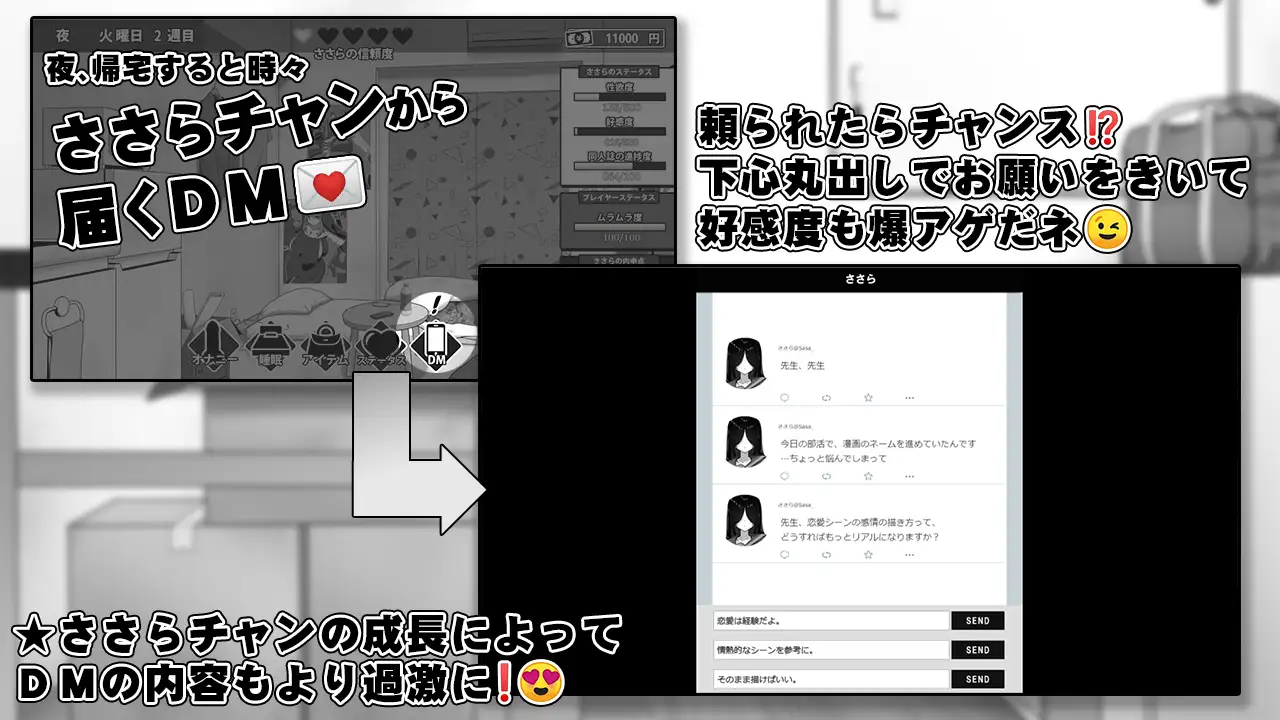 夜 火曜日 2 週目
ささらの信頼度
11000 円
夜、帰宅すると時々
ささらチャンから
届くDM
ささらのステータス
性欲度
好感度
同人誌の進捗度
プレイヤーステータス
ムラムラ度
100/100
オナニー
睡眠
アイテム
ステータス
DM
頼られたらチャンス⁉
下心丸出しでお願いをきいて
好感度も爆アゲだネ😉
ささら
ささら@Sasa_
先生、先生
ささら@Sasa_
今日の部活で、漫画のネームを進めていたんです
…ちょっと悩んでしまって
ささら@Sasa_
先生、恋愛シーンの感情の描き方って、
どうすればもっとリアルになりますか？
恋愛は経験だよ。 SEND
情熱的なシーンを参考に。 SEND
そのまま描けばいい。 SEND
★ささらチャンの成長によって
DMの内容もより過激に❗😍